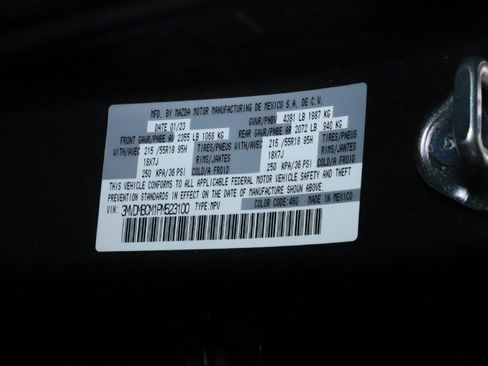 MFD. BY MAZDA MOTOR MANUFACTURING DE MEXICO S.A. DE C.V.
DATE 01/23 GVWR/PNBV 4381 LB 1987 KG
FRONT GAWR/PNBE AV 2355 LB 1068 KG REAR GAWR/PNBE AR 2072 LB 940 KG
WITH/AVEC 215 /55R18 95H TIRES/PNEUS WITH/AVEC 215 /55R18 95H TIRES/PNEUS
18X7J RIMS/JANTES 18X7J RIMS/JANTES
250 KPA/36 PSI COLD/A FROID 250 KPA/36 PSI COLD/A FROID
THIS VEHICLE CONFORMS TO ALL APPLICABLE FEDERAL MOTOR VEHICLE SAFETY AND THEFT
PREVENTION STANDARDS IN EFFECT ON THE DATE OF MANUFACTURE SHOWN ABOVE.
VIN: 3MVDMBCM1PM523100 TYPE:MPV
COLOR CODE:46G MADE IN MEXICO